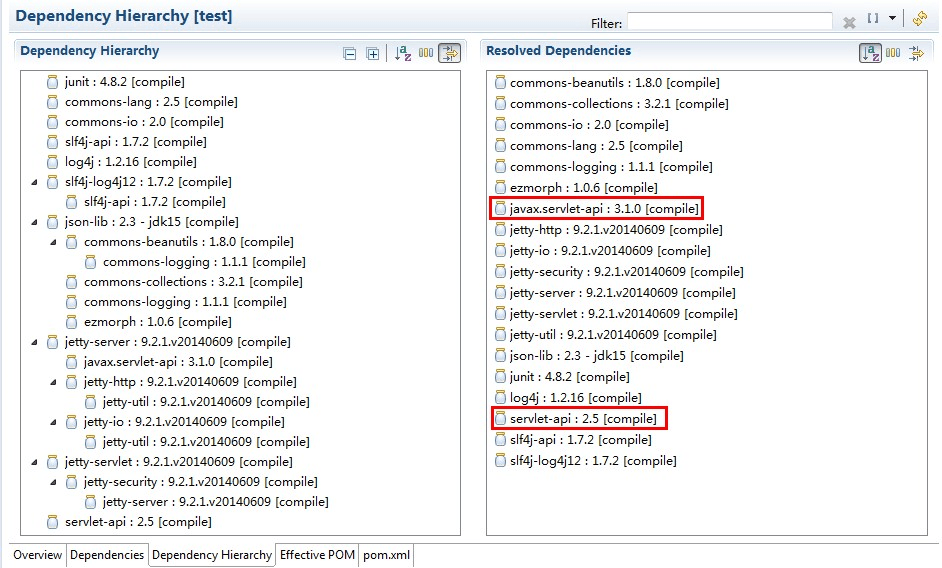 Dependency Hierarchy [test]
Filter:
Dependency Hierarchy
junit : 4.8.2 [compile]
commons-lang : 2.5 [compile]
commons-io : 2.0 [compile]
slf4j-api : 1.7.2 [compile]
log4j : 1.2.16 [compile]
slf4j-log4j12 : 1.7.2 [compile]
slf4j-api : 1.7.2 [compile]
json-lib : 2.3 - jdk15 [compile]
commons-beanutils : 1.8.0 [compile]
commons-logging : 1.1.1 [compile]
commons-collections : 3.2.1 [compile]
commons-logging : 1.1.1 [compile]
ezmorph : 1.0.6 [compile]
jetty-server : 9.2.1.v20140609 [compile]
javax.servlet-api : 3.1.0 [compile]
jetty-http : 9.2.1.v20140609 [compile]
jetty-util : 9.2.1.v20140609 [compile]
jetty-io : 9.2.1.v20140609 [compile]
jetty-util : 9.2.1.v20140609 [compile]
jetty-servlet : 9.2.1.v20140609 [compile]
jetty-security : 9.2.1.v20140609 [compile]
jetty-server : 9.2.1.v20140609 [compile]
servlet-api : 2.5 [compile]
Resolved Dependencies
commons-beanutils : 1.8.0 [compile]
commons-collections : 3.2.1 [compile]
commons-io : 2.0 [compile]
commons-lang : 2.5 [compile]
commons-logging : 1.1.1 [compile]
ezmorph : 1.0.6 [compile]
javax.servlet-api : 3.1.0 [compile]
jetty-http : 9.2.1.v20140609 [compile]
jetty-io : 9.2.1.v20140609 [compile]
jetty-security : 9.2.1.v20140609 [compile]
jetty-server : 9.2.1.v20140609 [compile]
jetty-servlet : 9.2.1.v20140609 [compile]
jetty-util : 9.2.1.v20140609 [compile]
json-lib : 2.3 - jdk15 [compile]
junit : 4.8.2 [compile]
log4j : 1.2.16 [compile]
servlet-api : 2.5 [compile]
slf4j-api : 1.7.2 [compile]
slf4j-log4j12 : 1.7.2 [compile]
Overview Dependencies Dependency Hierarchy Effective POM pom.xml